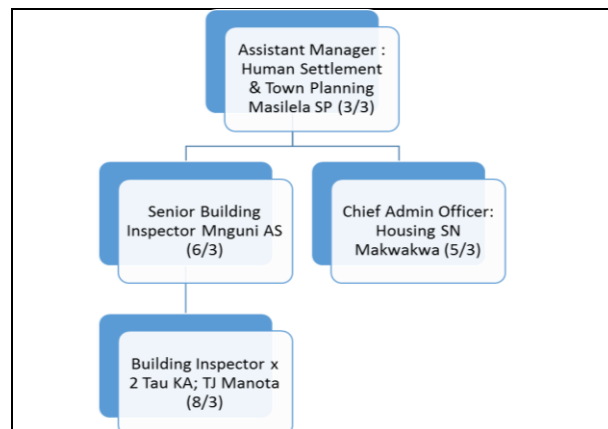 Assistant Manager :
Human Settlement
& Town Planning
Masilela SP (3/3)
Senior Building
Inspector Mnguni AS
(6/3)
Chief Admin Officer:
Housing SN
Makwakwa (5/3)
Building Inspector x
2 Tau KA; TJ Manota
(8/3)